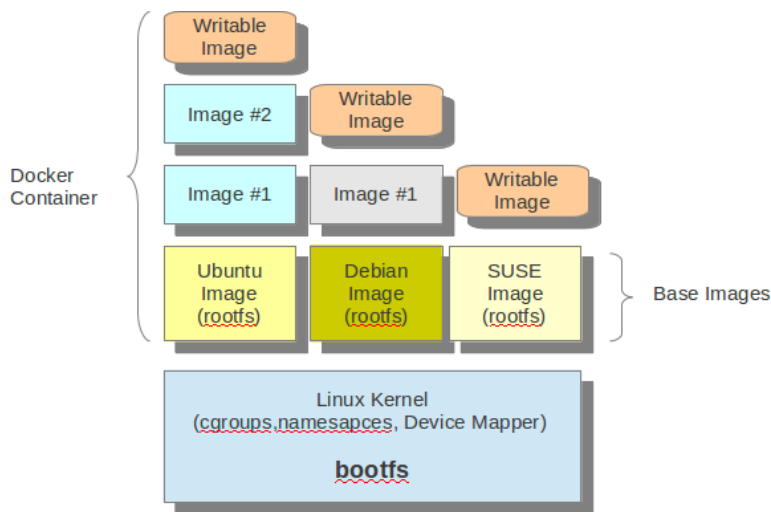 Writable
Image
Image #2
Writable
Image
Docker
Container
Image #1
Image #1
Writable
Image
Ubuntu
Image
(rootfs)
Debian
Image
(rootfs)
SUSE
Image
(rootfs)
Base Images
Linux Kernel
(cgroups,namesapces, Device Mapper)
bootfs